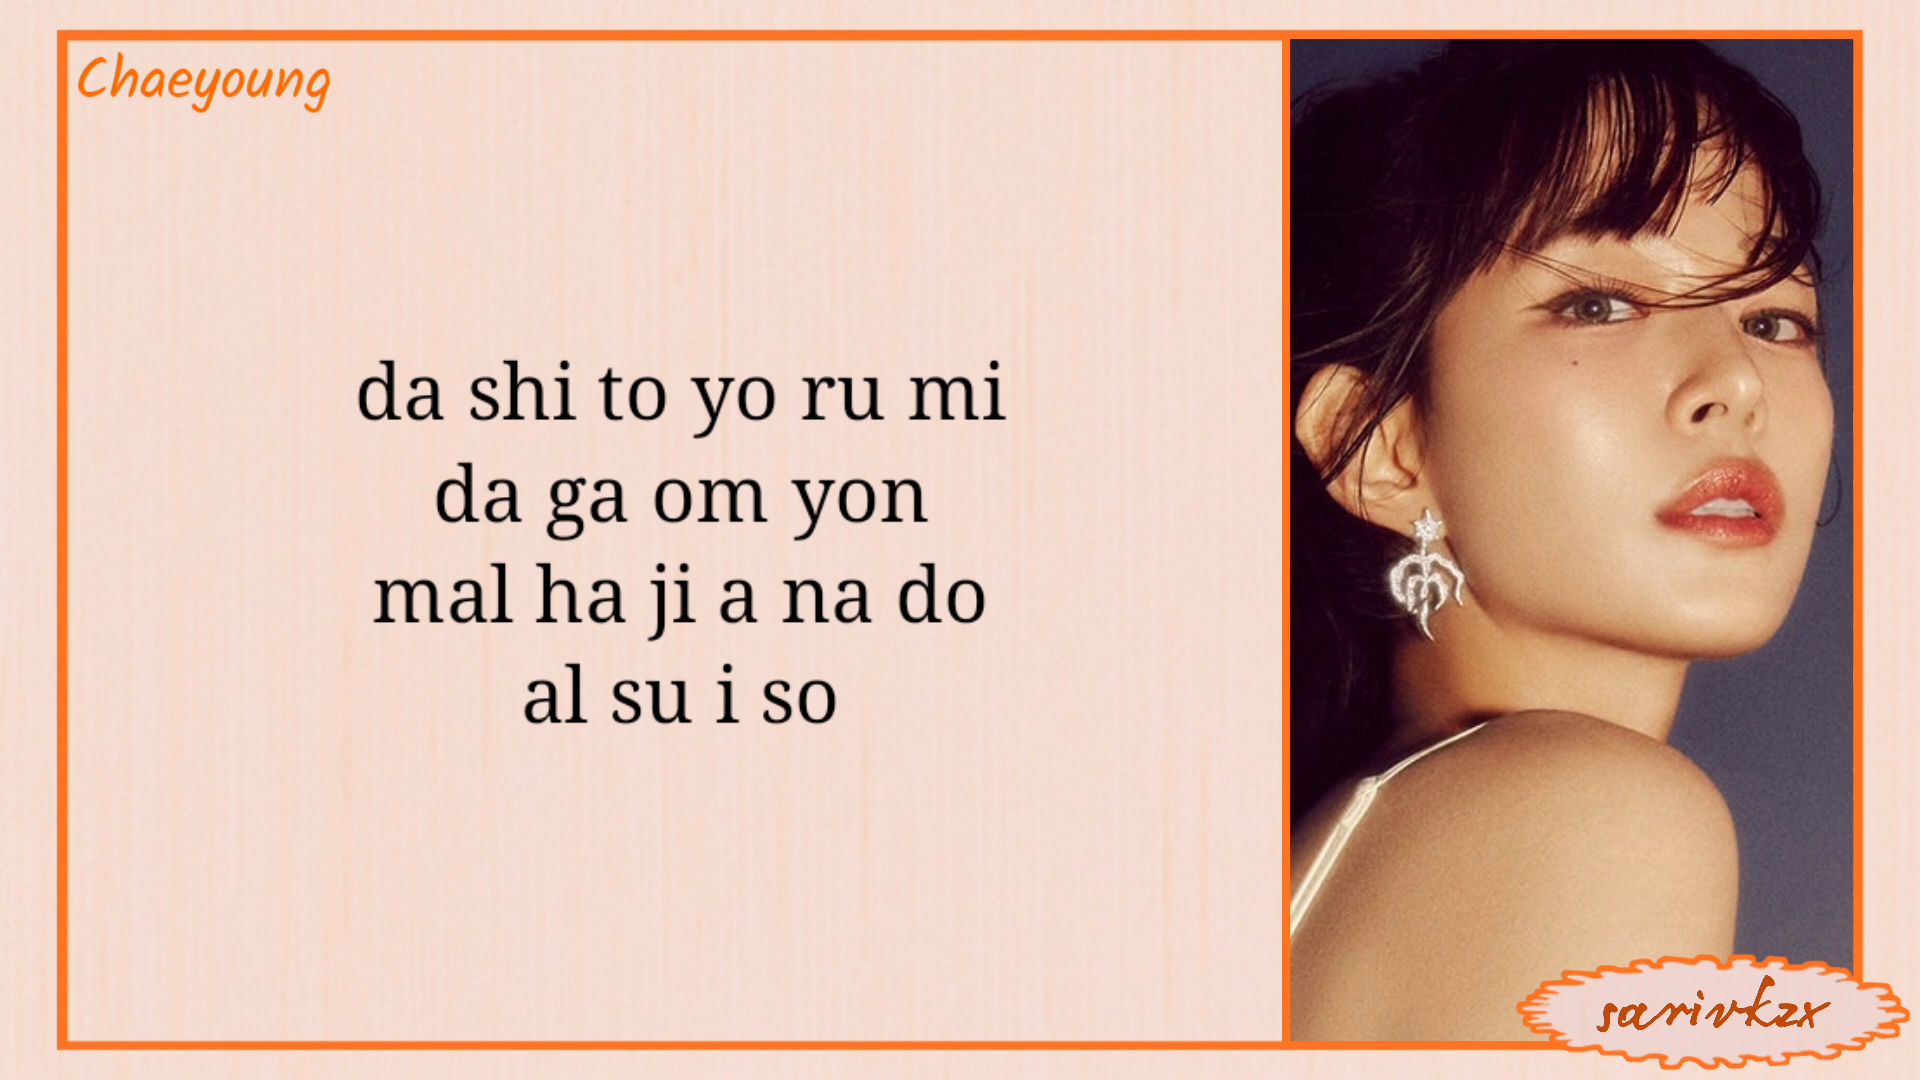 Chaeyoung
da shi to yo ru mi
da ga om yon
mal ha ji a na do
al su i so
sarivkzx